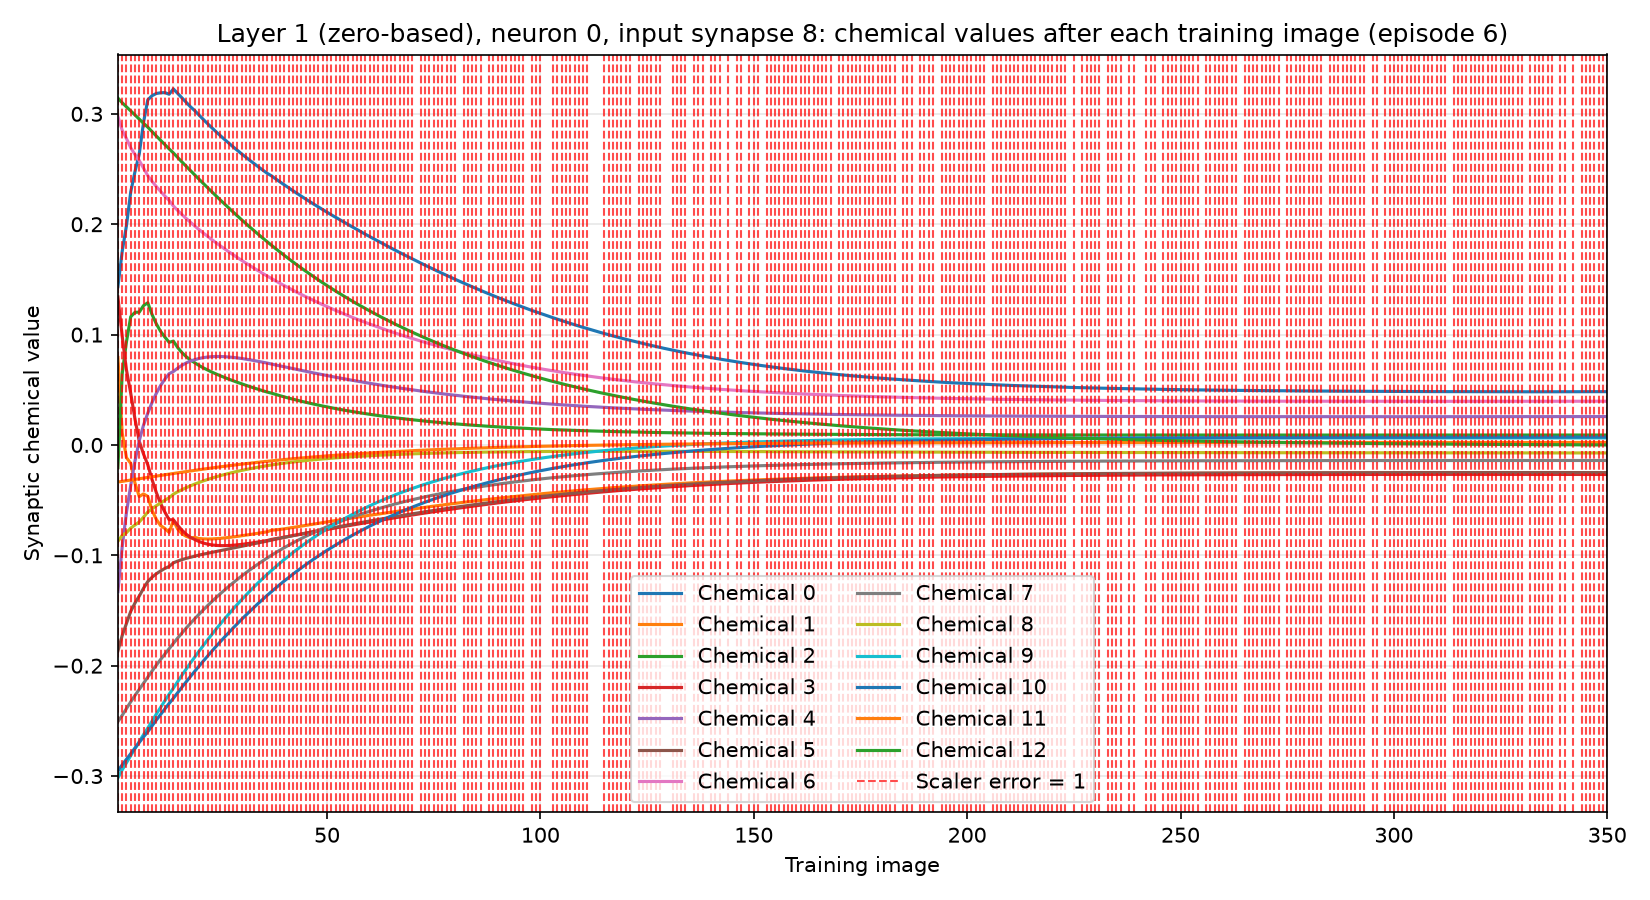 Layer 1 (zero-based), neuron 0, input synapse 8: chemical values after each training image (episode 6)
Synaptic chemical value
0.3
0.2
0.1
0.0
−0.1
−0.2
−0.3
Chemical 0
Chemical 1
Chemical 2
Chemical 3
Chemical 4
Chemical 5
Chemical 6
Chemical 7
Chemical 8
Chemical 9
Chemical 10
Chemical 11
Chemical 12
Scaler error = 1
50 100 150 200 250 300 350
Training image